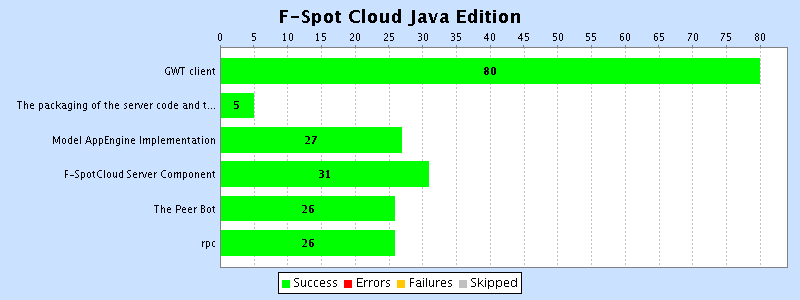 F-Spot Cloud Java Edition
0 5 10 15 20 25 30 35 40 45 50 55 60 65 70 75 80
GWT client 80
The packaging of the server code and t... 5
Model AppEngine Implementation 27
F-SpotCloud Server Component 31
The Peer Bot 26
rpc 26
Success Errors Failures Skipped